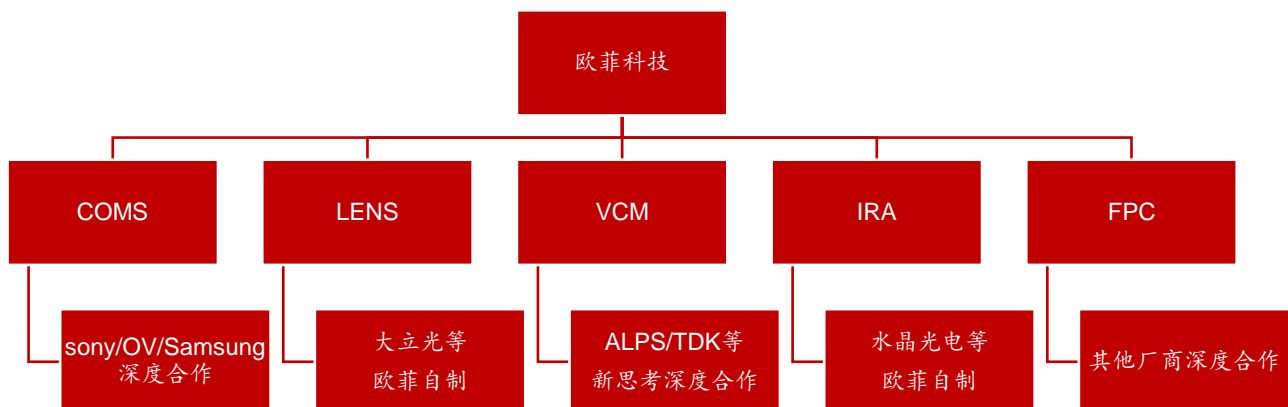 欧菲科技
COMS
LENS
VCM
IRA
FPC
sony/OV/Samsung
深度合作
大立光等
欧菲自制
ALPS/TDK等
新思考深度合作
水晶光电等
欧菲自制
其他厂商深度合作